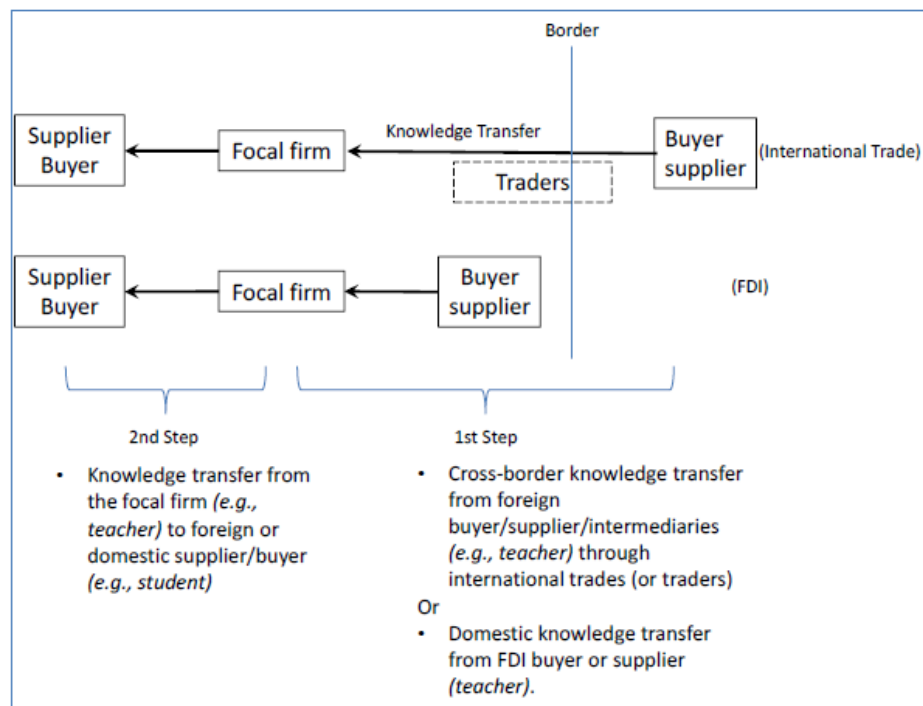 Border
Knowledge Transfer
Supplier
Buyer
Focal firm
Buyer
supplier
(International Trade)
Traders
Supplier
Buyer
Focal firm
Buyer
supplier
(FDI)
2nd Step
• Knowledge transfer from
the focal firm (e.g.,
teacher) to foreign or
domestic supplier/buyer
(e.g., student)
1st Step
• Cross-border knowledge transfer
from foreign
buyer/supplier/intermediaries
(e.g., teacher) through
international trades (or traders)
Or
• Domestic knowledge transfer
from FDI buyer or supplier
(teacher).